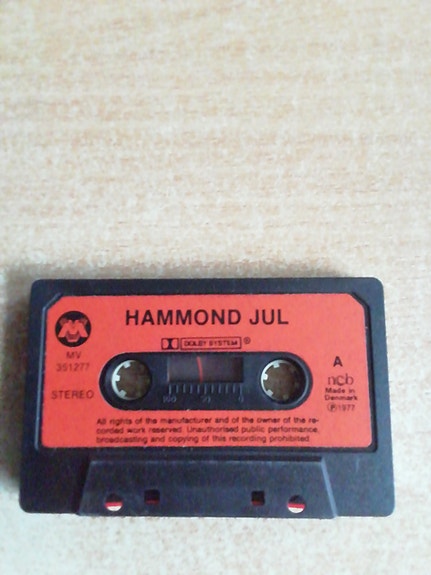 HAMMOND JUL
MV
351277
DOLBY SYSTEM ®
A
STEREO
100 50 0
ncb
Made in
Denmark
Ⓟ 1977
All rights of the manufacturer and of the owner of the re-
corded work reserved. Unauthorised public performance,
broadcasting and copying of this recording prohibited